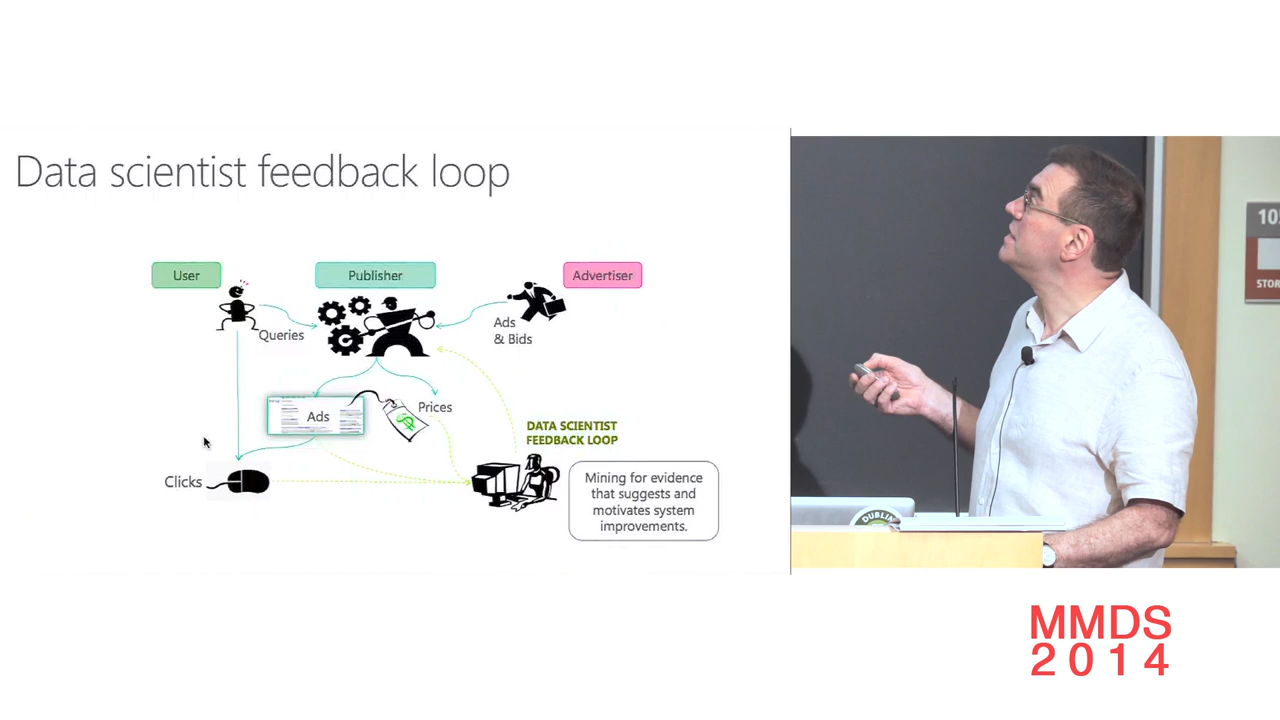 Data scientist feedback loop
User
Publisher
Advertiser
Queries
Ads
& Bids
Ads
Prices
DATA SCIENTIST
FEEDBACK LOOP
Clicks
Mining for evidence
that suggests and
motivates system
improvements.
DUBLIN
MMDS
2014